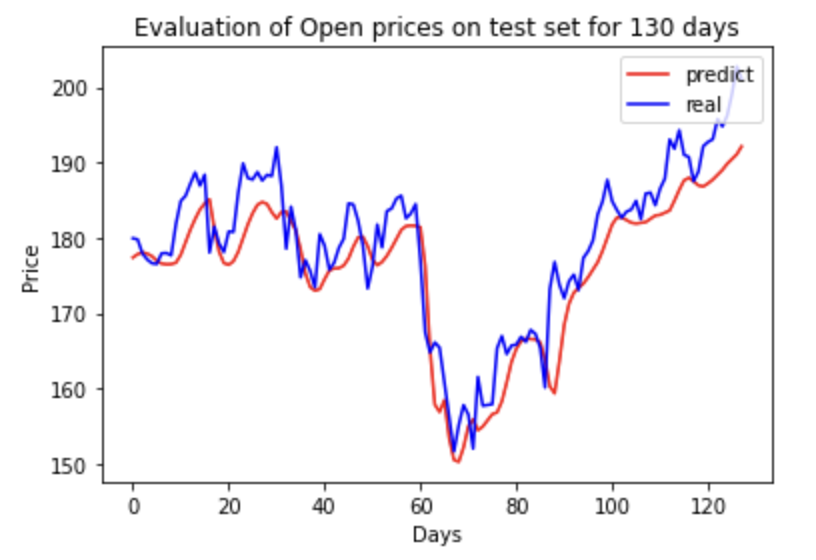 Evaluation of Open prices on test set for 130 days
predict
real
200
190
180
170
160
150
Price
0 20 40 60 80 100 120
Days